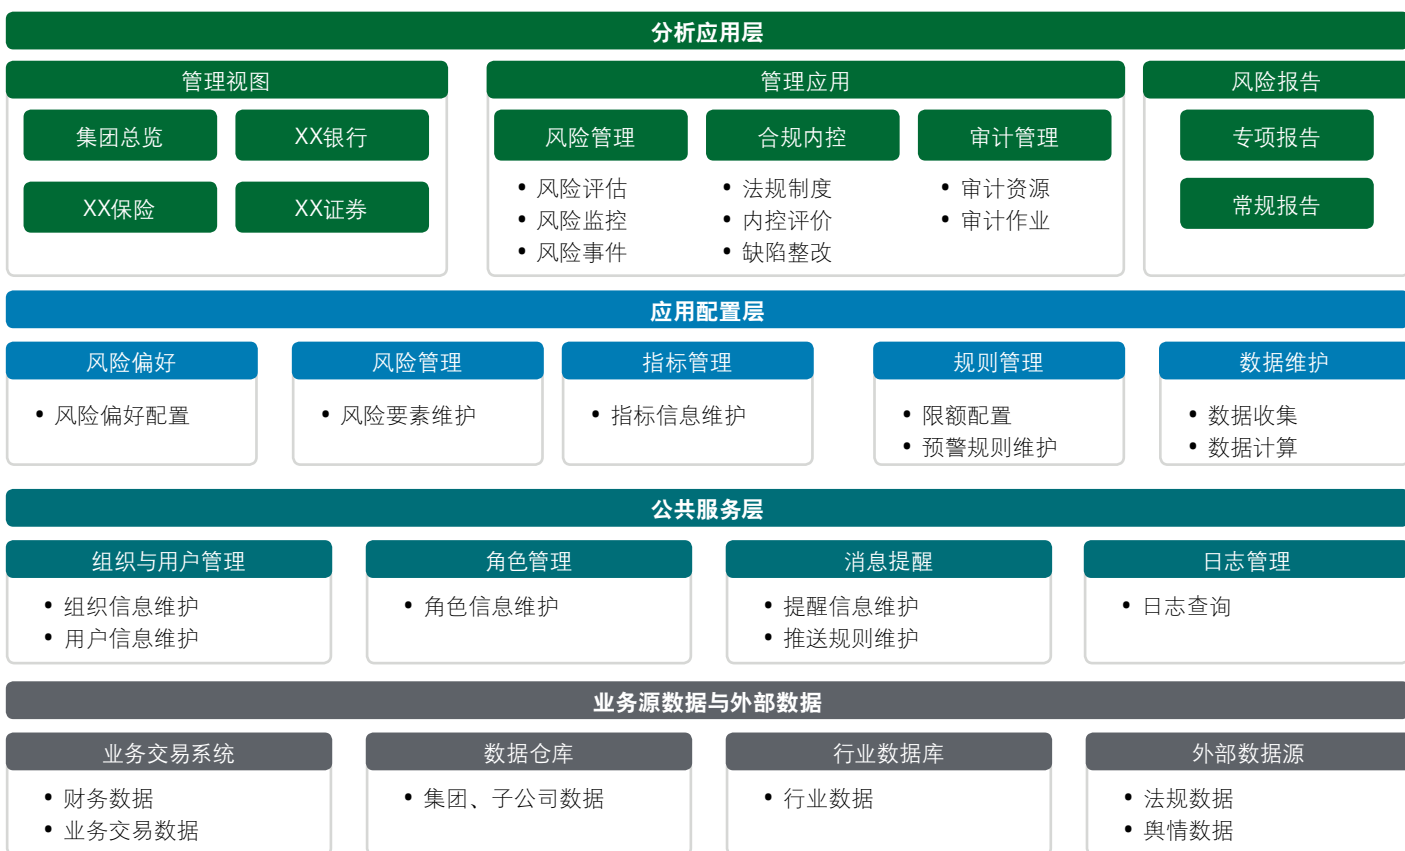 分析应用层
管理视图
集团总览
XX银行
XX保险
XX证券
管理应用
风险管理
• 风险评估
• 风险监控
• 风险事件
合规内控
• 法规制度
• 内控评价
• 缺陷整改
审计管理
• 审计资源
• 审计作业
风险报告
专项报告
常规报告
应用配置层
风险偏好
• 风险偏好配置
风险管理
• 风险要素维护
指标管理
• 指标信息维护
规则管理
• 限额配置
• 预警规则维护
数据维护
• 数据收集
• 数据计算
公共服务层
组织与用户管理
• 组织信息维护
• 用户信息维护
角色管理
• 角色信息维护
消息提醒
• 提醒信息维护
• 推送规则维护
日志管理
• 日志查询
业务源数据与外部数据
业务交易系统
• 财务数据
• 业务交易数据
数据仓库
• 集团、子公司数据
行业数据库
• 行业数据
外部数据源
• 法规数据
• 舆情数据